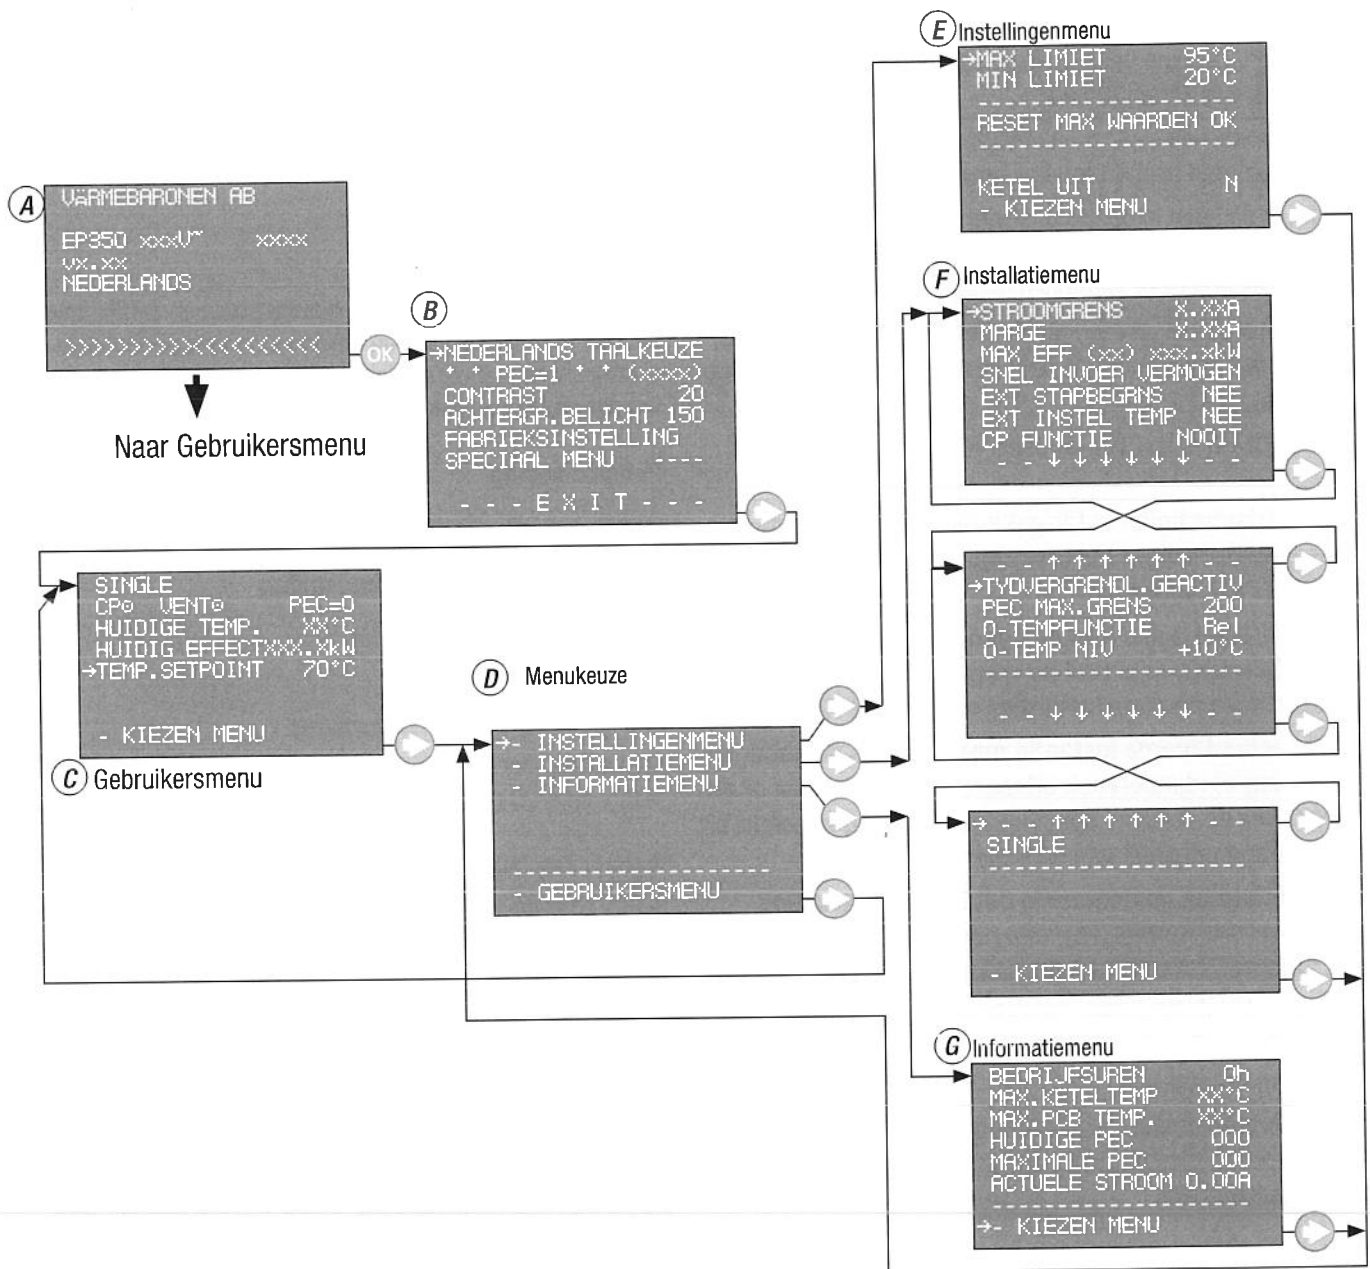 A
VäRMEBARONEN AB
EP350 xxxV~ xxxx
vx.xx
NEDERLANDS
>>>>>>>>>><<<<<<<<<<
OK
Naar Gebruikersmenu
B
→NEDERLANDS TAALKEUZE
* * PEC=1 * * (xxxx)
CONTRAST 20
ACHTERGR.BELICHT 150
FABRIEKSINSTELLING
SPECIAAL MENU ----
- - - E X I T - - -
SINGLE
CP⊙ VENT⊙ PEC=0
HUIDIGE TEMP. XX°C
HUIDIG EFFECTXXX.XkW
→TEMP.SETPOINT 70°C
- KIEZEN MENU
C Gebruikersmenu
D Menukeuze
→- INSTELLINGENMENU
- INSTALLATIEMENU
- INFORMATIEMENU
--------------------
- GEBRUIKERSMENU
E Instellingenmenu
→MAX LIMIET 95°C
MIN LIMIET 20°C
--------------------
RESET MAX WAARDEN OK
--------------------
KETEL UIT N
- KIEZEN MENU
F Installatiemenu
→STROOMGRENS X.XXA
MARGE X.XXA
MAX EFF (xx) xxx.xkW
SNEL INVOER VERMOGEN
EXT STAPBEGRNS NEE
EXT INSTEL TEMP NEE
CP FUNCTIE NOOIT
- - ↓ ↓ ↓ ↓ ↓ ↓ - -
- - ↑ ↑ ↑ ↑ ↑ ↑ - -
→TYDVERGRENDL.GEACTIV
PEC MAX.GRENS 200
O-TEMPFUNCTIE Rel
O-TEMP NIV +10°C
--------------------
- - ↓ ↓ ↓ ↓ ↓ ↓ - -
→ - - ↑ ↑ ↑ ↑ ↑ ↑ - -
SINGLE
--------------------
- KIEZEN MENU
G Informatiemenu
BEDRIJFSUREN 0h
MAX.KETELTEMP XX°C
MAX.PCB TEMP. XX°C
HUIDIGE PEC 000
MAXIMALE PEC 000
ACTUELE STROOM 0.00A
--------------------
→- KIEZEN MENU